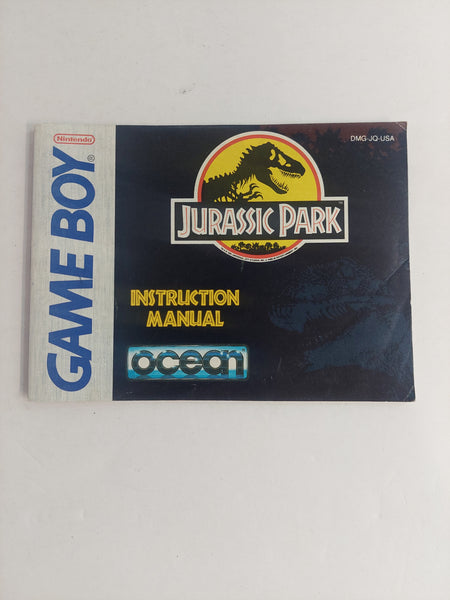 Nintendo
GAME BOY®
DMG-JQ-USA
JURASSIC PARK
INSTRUCTION
MANUAL
ocean